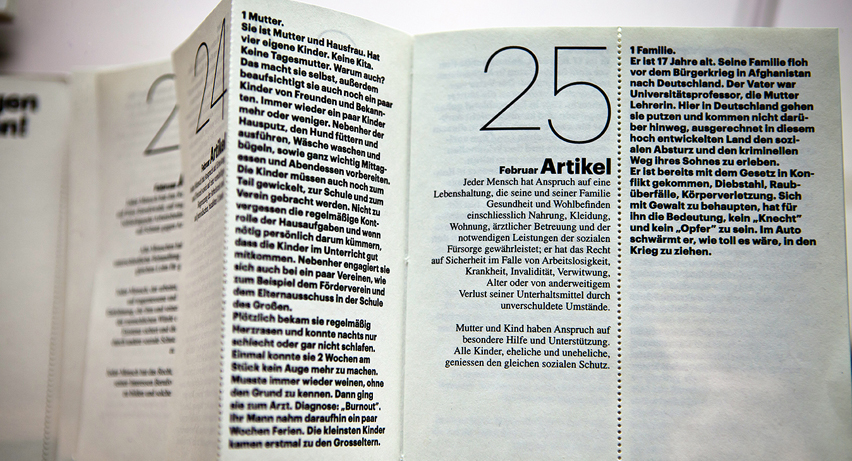 gan
n!
2
24
Februar
1 Mutter.
Sie ist Mutter und Hausfrau. Hat
vier eigene Kinder. Keine Kita.
Keine Tagesmutter. Warum auch?
Das macht sie selbst, außerdem
beaufsichtigt sie auch noch ein paar
Kinder von Freunden und Bekann-
ten. Immer wieder ein paar Kinder
mehr oder weniger. Nebenher der
Hausputz, den Hund füttern und
ausführen, Wäsche waschen und
bügeln, sowie ganz wichtig Mittag-
essen und Abendessen vorbereiten.
Die Kinder müssen auch noch zum
Teil gewickelt, zur Schule und zum
Verein gebracht werden. Nicht zu
vergessen die regelmäßige Kont-
rolle der Hausaufgaben und wenn
nötig persönlich darum kümmern,
dass die Kinder im Unterricht gut
mitkommen. Nebenher engagiert sie
sich auch bei ein paar Vereinen, wie
zum Beispiel dem Förderverein und
dem Elternausschuss in der Schule
des Großen.
Plötzlich bekam sie regelmäßig
Herzrasen und konnte nachts nur
schlecht oder gar nicht schlafen.
Einmal konnte sie 2 Wochen am
Stück kein Auge mehr zu machen.
Musste immer wieder weinen, ohne
den Grund zu kennen. Dann ging
sie zum Arzt. Diagnose: „Burnout".
Ihr Mann nahm daraufhin ein paar
Wochen Ferien. Die kleinsten Kinder
kamen erstmal zu den Grosseltern.
25
Februar Artikel
Jeder Mensch hat Anspruch auf eine
Lebenshaltung, die seine und seiner Familie
Gesundheit und Wohlbefinden
einschliesslich Nahrung, Kleidung,
Wohnung, ärztlicher Betreuung und der
notwendigen Leistungen der sozialen
Fürsorge gewährleistet; er hat das Recht
auf Sicherheit im Falle von Arbeitslosigkeit,
Krankheit, Invalidität, Verwitwung,
Alter oder von anderweitigem
Verlust seiner Unterhaltsmittel durch
unverschuldete Umstände.
Mutter und Kind haben Anspruch auf
besondere Hilfe und Unterstützung.
Alle Kinder, eheliche und uneheliche,
geniessen den gleichen sozialen Schutz.
1 Familie.
Er ist 17 Jahre alt. Seine Familie floh
vor dem Bürgerkrieg in Afghanistan
nach Deutschland. Der Vater war
Universitätsprofessor, die Mutter
Lehrerin. Hier in Deutschland gehen
sie putzen und kommen nicht darü-
ber hinweg, ausgerechnet in diesem
hoch entwickelten Land den sozi-
alen Absturz und den kriminellen
Weg ihres Sohnes zu erleben.
Er ist bereits mit dem Gesetz in Kon-
flikt gekommen, Diebstahl, Raub-
überfälle, Körperverletzung. Sich
mit Gewalt zu behaupten, hat für
ihn die Bedeutung, kein „Knecht"
und kein „Opfer" zu sein. Im Auto
schwärmt er, wie toll es wäre, in den
Krieg zu ziehen.